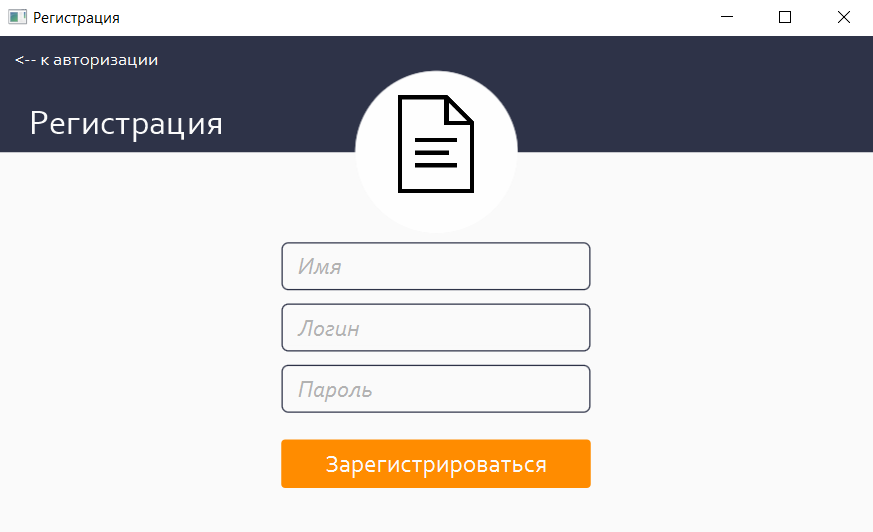 Регистрация
<-- к авторизации
Регистрация
Имя
Логин
Пароль
Зарегистрироваться